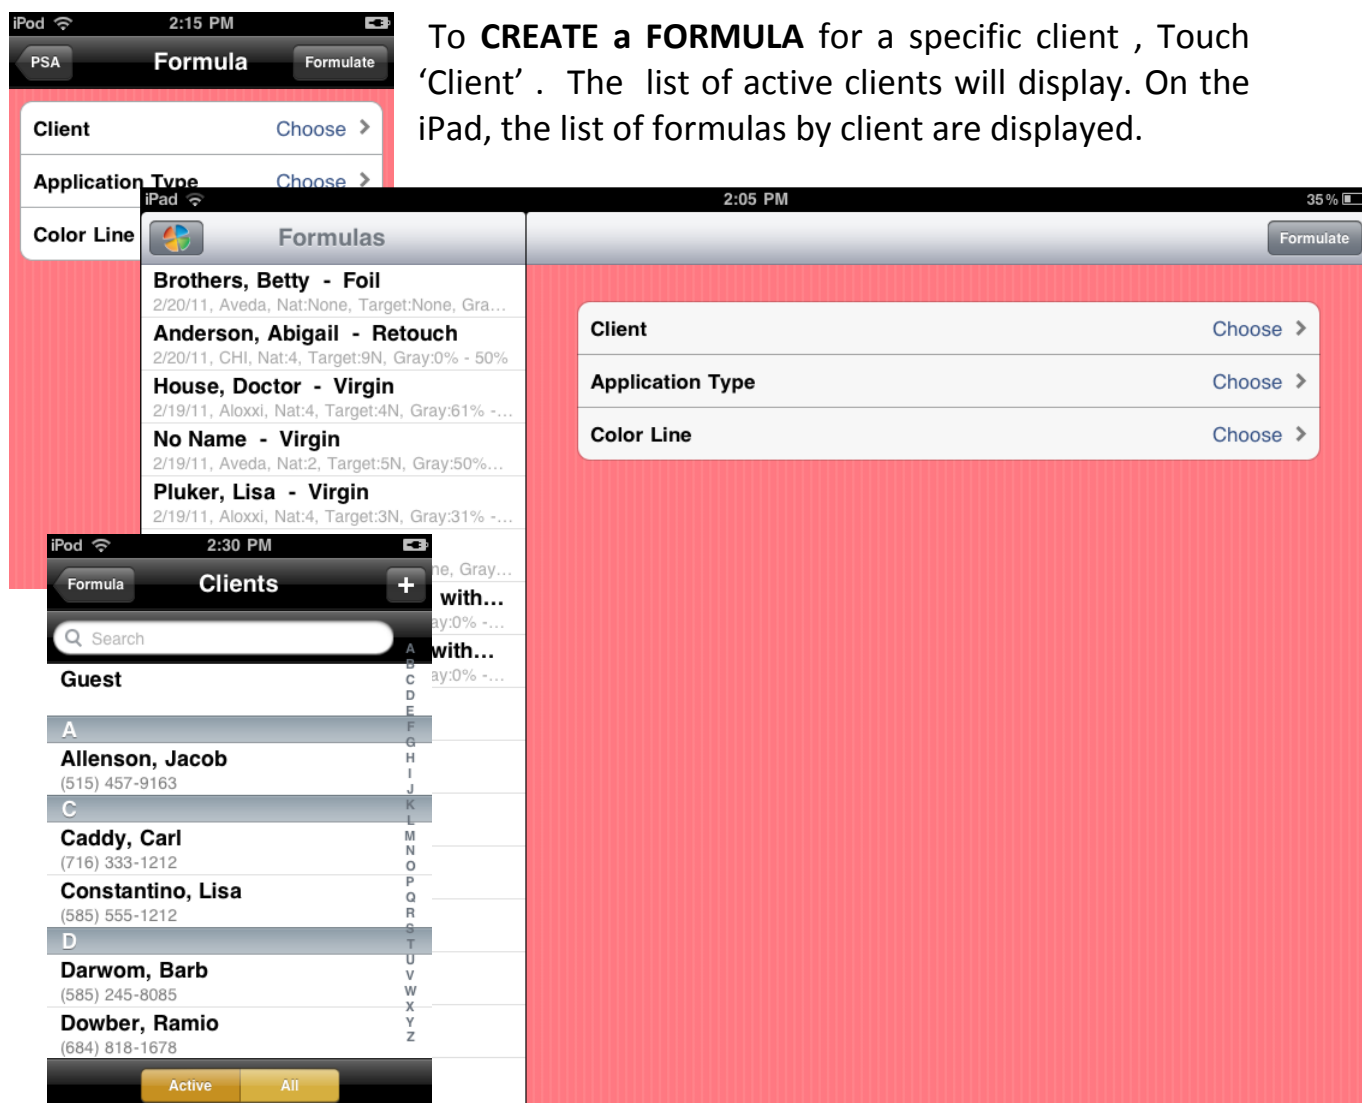 To CREATE a FORMULA for a specific client , Touch
‘Client’ .  The list of active clients will display. On the
iPad, the list of formulas by client are displayed.
iPod 2:15 PM
PSA Formula Formulate
Client Choose
Application Type Choose
Color Line
iPad 2:05 PM 35%
Formulas Formulate
Brothers, Betty - Foil
2/20/11, Aveda, Nat:None, Target:None, Gra...
Anderson, Abigail - Retouch
2/20/11, CHI, Nat:4, Target:9N, Gray:0% - 50%
House, Doctor - Virgin
2/19/11, Aloxxi, Nat:4, Target:4N, Gray:61% -...
No Name - Virgin
2/19/11, Aveda, Nat:2, Target:5N, Gray:50%...
Pluker, Lisa - Virgin
2/19/11, Aloxxi, Nat:4, Target:3N, Gray:31% -...
ne, Gray...
with...
ay:0% -...
with...
ay:0% -...
Client Choose
Application Type Choose
Color Line Choose
iPod 2:30 PM
Formula Clients +
Search
Guest
A
Allenson, Jacob
(515) 457-9163
C
Caddy, Carl
(716) 333-1212
Constantino, Lisa
(585) 555-1212
D
Darwom, Barb
(585) 245-8085
Dowber, Ramio
(684) 818-1678
A
B
C
D
E
F
G
H
I
J
K
L
M
N
O
P
Q
R
S
T
U
V
W
X
Y
Z
Active All